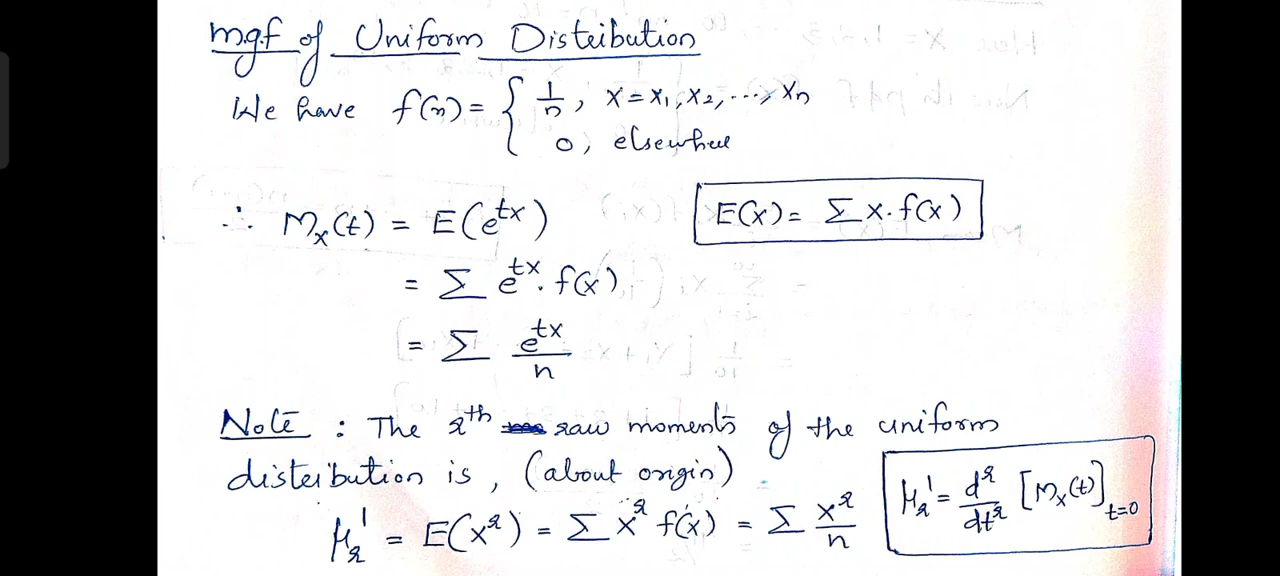 m.g.f of Uniform Distribution
We have f(x) = { 1/n, x = x₁, x₂, ..., xₙ
0, elsewhere
∴ Mₓ(t) = E(e^tx)
E(x) = Σ x·f(x)
= Σ e^tx · f(x)
= Σ e^tx / n
Note : The r^th raw moments of the uniform
distribution is, (about origin)
μᵣ' = E(x^r) = Σ x^r f(x) = Σ x^r / n
μᵣ' = d^r/dt^r [Mₓ(t)] t=0